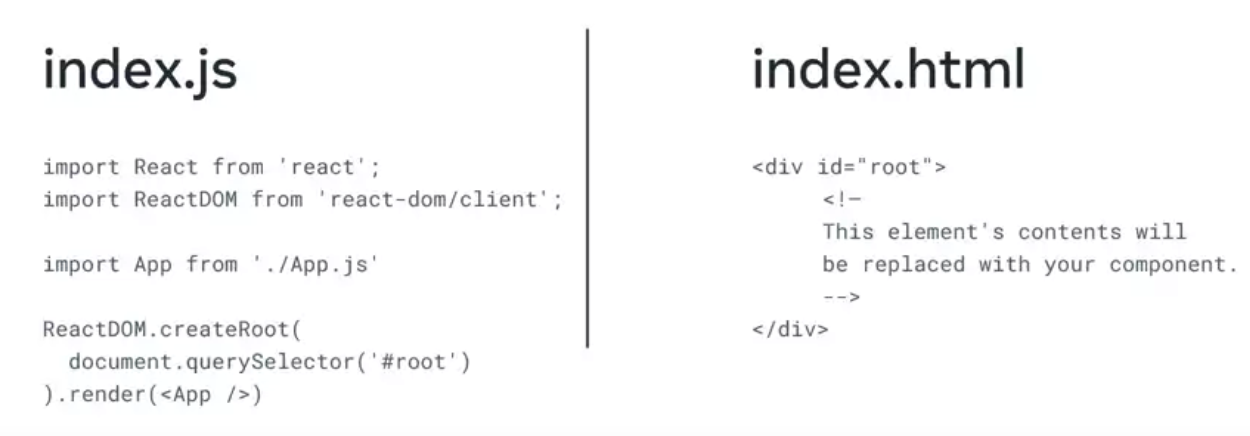 index.js
import React from 'react';
import ReactDOM from 'react-dom/client';
import App from './App.js'
ReactDOM.createRoot(
  document.querySelector('#root')
).render(<App />)
index.html
<div id="root">
<!—
This element's contents will
be replaced with your component.
-->
</div>